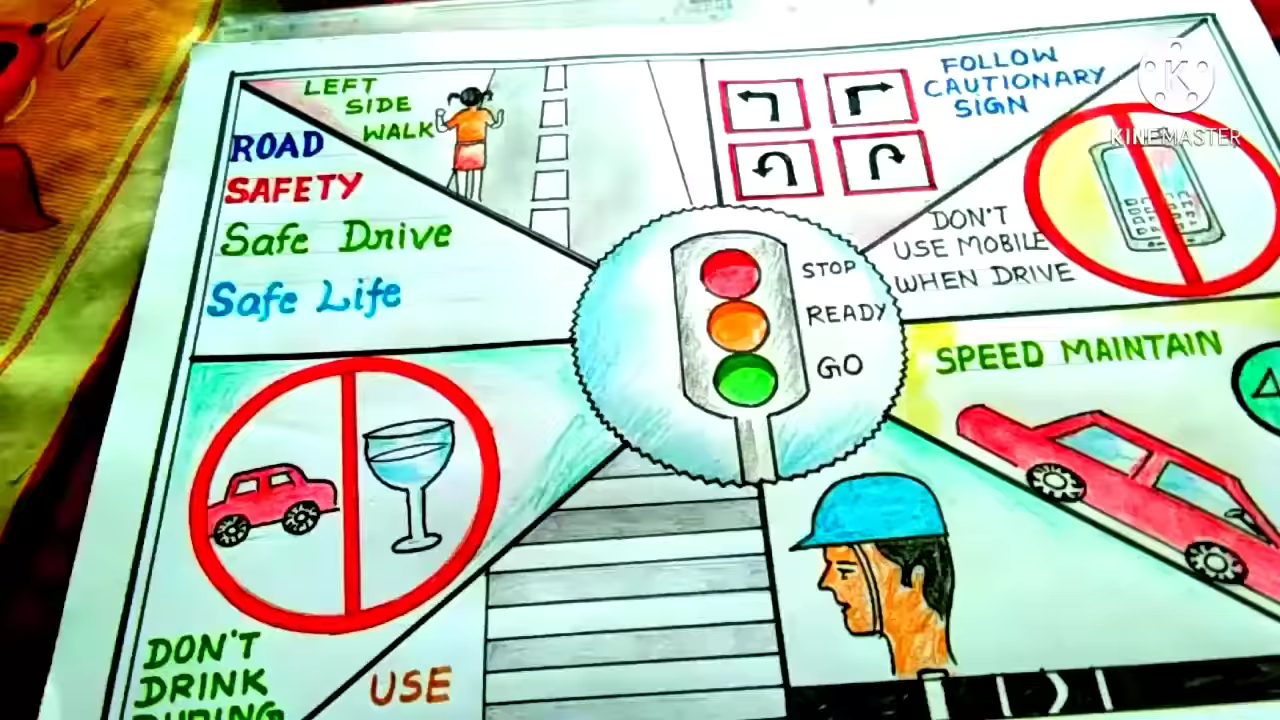 LEFT
SIDE
WALK
ROAD
SAFETY
Safe Drive
Safe Life
FOLLOW
CAUTIONARY
SIGN
KINEMASTER
DON'T
USE MOBILE
WHEN DRIVE
STOP
READY
GO
SPEED MAINTAIN
DON'T
DRINK
DURING
USE